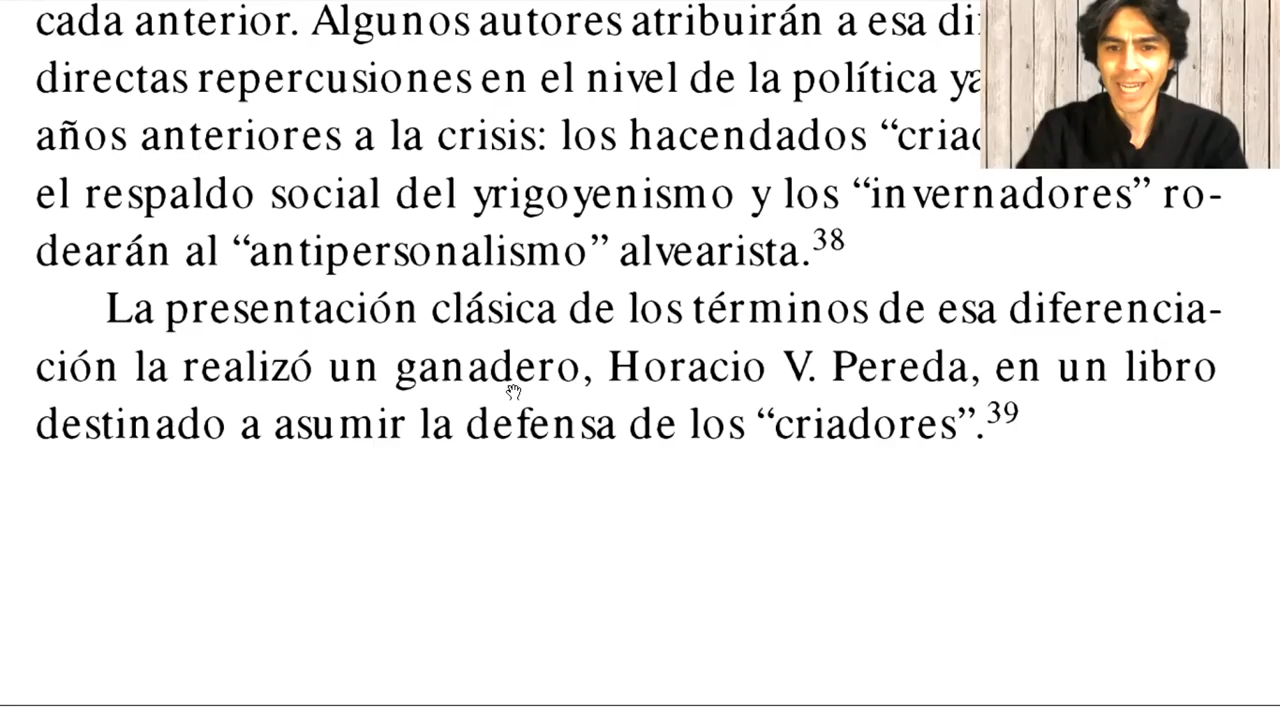 cada anterior. Algunos autores atribuirán a esa
directas repercusiones en el nivel de la política
años anteriores a la crisis: los hacendados
el respaldo social del yrigoyenismo y los “invernadores” ro-
dearán al “antipersonalismo” alvearista.38
La presentación clásica de los términos de esa diferencia-
ción la realizó un ganadero, Horacio V. Pereda, en un libro
destinado a asumir la defensa de los “criadores”.39